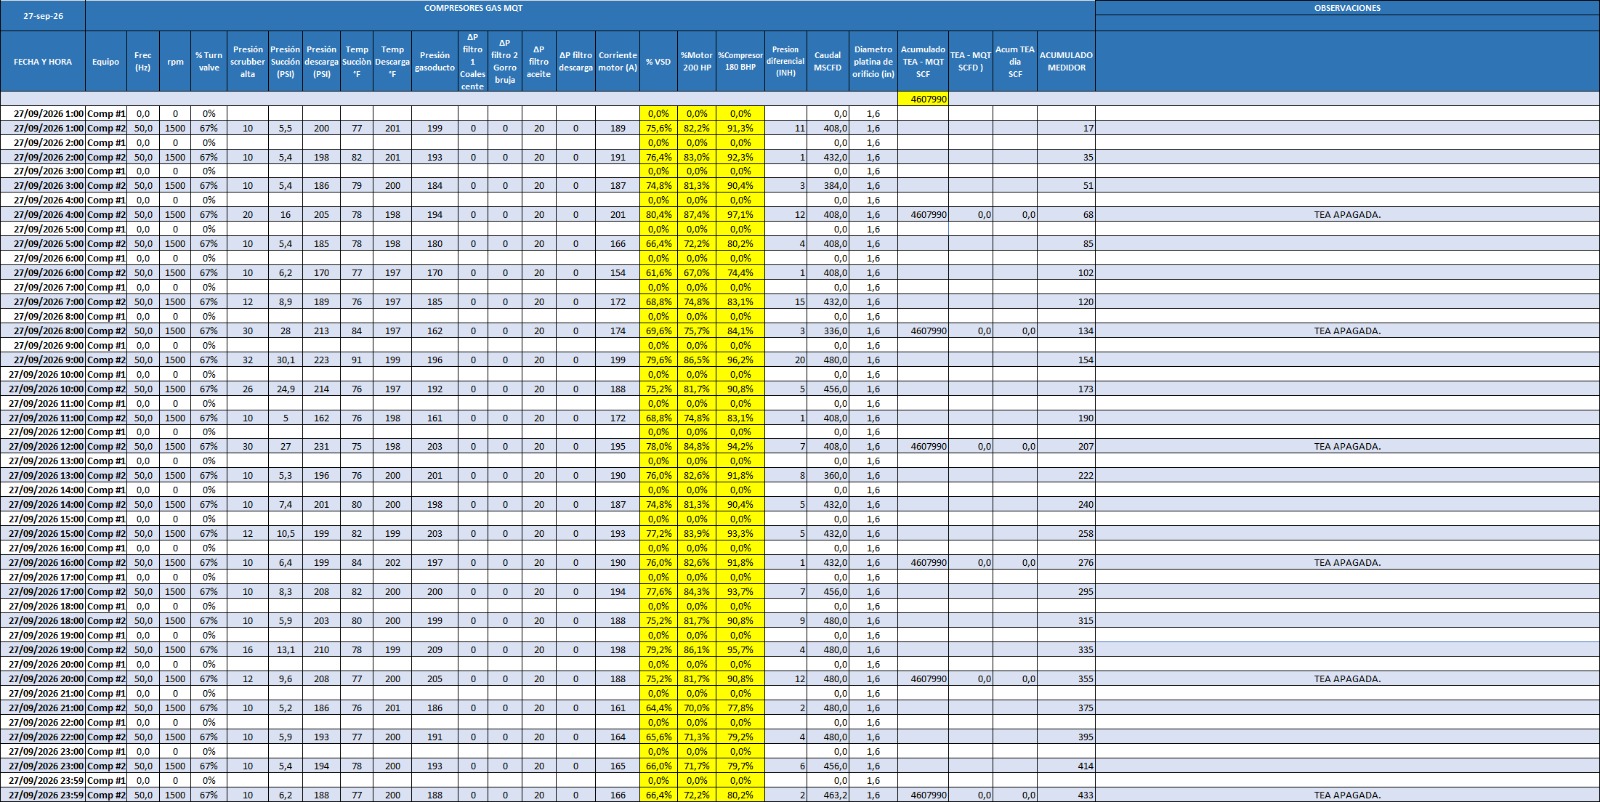 27-sep-26 COMPRESORES GAS MQT OBSERVACIONES
FECHA Y HORA Equipo Frec (Hz) rpm % Turn valve Presión scrubber alta Presión Succión (PSI) Presión descarga (PSI) Temp Succiòn °F Temp Descarga °F Presión gasoducto ΔP filtro 1 Coales cente ΔP filtro 2 Gorro bruja ΔP filtro aceite ΔP filtro descarga Corriente motor (A) % VSD %Motor 200 HP %Compresor 180 BHP Presion diferencial (INH) Caudal MSCFD Diametro platina de orificio (in) Acumulado TEA - MQT SCF TEA - MQT SCFD ) Acum TEA dia SCF ACUMULADO MEDIDOR
4607990
27/09/2026 1:00 Comp #1 0,0 0 0% 0,0% 0,0% 0,0% 0,0 1,6
27/09/2026 1:00 Comp #2 50,0 1500 67% 10 5,5 200 77 201 199 0 0 20 0 189 75,6% 82,2% 91,3% 11 408,0 1,6 17
27/09/2026 2:00 Comp #1 0,0 0 0% 0,0% 0,0% 0,0% 0,0 1,6
27/09/2026 2:00 Comp #2 50,0 1500 67% 10 5,4 198 82 201 193 0 0 20 0 191 76,4% 83,0% 92,3% 1 432,0 1,6 35
27/09/2026 3:00 Comp #1 0,0 0 0% 0,0% 0,0% 0,0% 0,0 1,6
27/09/2026 3:00 Comp #2 50,0 1500 67% 10 5,4 186 79 200 184 0 0 20 0 187 74,8% 81,3% 90,4% 3 384,0 1,6 51
27/09/2026 4:00 Comp #1 0,0 0 0% 0,0% 0,0% 0,0% 0,0 1,6
27/09/2026 4:00 Comp #2 50,0 1500 67% 20 16 205 78 198 194 0 0 20 0 201 80,4% 87,4% 97,1% 12 408,0 1,6 4607990 0,0 0,0 68 TEA APAGADA.
27/09/2026 5:00 Comp #1 0,0 0 0% 0,0% 0,0% 0,0% 0,0 1,6
27/09/2026 5:00 Comp #2 50,0 1500 67% 10 5,4 185 78 198 180 0 0 20 0 166 66,4% 72,2% 80,2% 4 408,0 1,6 85
27/09/2026 6:00 Comp #1 0,0 0 0% 0,0% 0,0% 0,0% 0,0 1,6
27/09/2026 6:00 Comp #2 50,0 1500 67% 10 6,2 170 77 197 170 0 0 20 0 154 61,6% 67,0% 74,4% 1 408,0 1,6 102
27/09/2026 7:00 Comp #1 0,0 0 0% 0,0% 0,0% 0,0% 0,0 1,6
27/09/2026 7:00 Comp #2 50,0 1500 67% 12 8,9 189 76 197 185 0 0 20 0 172 68,8% 74,8% 83,1% 15 432,0 1,6 120
27/09/2026 8:00 Comp #1 0,0 0 0% 0,0% 0,0% 0,0% 0,0 1,6
27/09/2026 8:00 Comp #2 50,0 1500 67% 30 28 213 84 197 162 0 0 20 0 174 69,6% 75,7% 84,1% 3 336,0 1,6 4607990 0,0 0,0 134 TEA APAGADA.
27/09/2026 9:00 Comp #1 0,0 0 0% 0,0% 0,0% 0,0% 0,0 1,6
27/09/2026 9:00 Comp #2 50,0 1500 67% 32 30,1 223 91 199 196 0 0 20 0 199 79,6% 86,5% 96,2% 20 480,0 1,6 154
27/09/2026 10:00 Comp #1 0,0 0 0% 0,0% 0,0% 0,0% 0,0 1,6
27/09/2026 10:00 Comp #2 50,0 1500 67% 26 24,9 214 76 197 192 0 0 20 0 188 75,2% 81,7% 90,8% 5 456,0 1,6 173
27/09/2026 11:00 Comp #1 0,0 0 0% 0,0% 0,0% 0,0% 0,0 1,6
27/09/2026 11:00 Comp #2 50,0 1500 67% 10 5 162 76 198 161 0 0 20 0 172 68,8% 74,8% 83,1% 1 408,0 1,6 190
27/09/2026 12:00 Comp #1 0,0 0 0% 0,0% 0,0% 0,0% 0,0 1,6
27/09/2026 12:00 Comp #2 50,0 1500 67% 30 27 231 75 198 203 0 0 20 0 195 78,0% 84,8% 94,2% 7 408,0 1,6 4607990 0,0 0,0 207 TEA APAGADA.
27/09/2026 13:00 Comp #1 0,0 0 0% 0,0% 0,0% 0,0% 0,0 1,6
27/09/2026 13:00 Comp #2 50,0 1500 67% 10 5,3 196 76 200 201 0 0 20 0 190 76,0% 82,6% 91,8% 8 360,0 1,6 222
27/09/2026 14:00 Comp #1 0,0 0 0% 0,0% 0,0% 0,0% 0,0 1,6
27/09/2026 14:00 Comp #2 50,0 1500 67% 10 7,4 201 80 200 198 0 0 20 0 187 74,8% 81,3% 90,4% 5 432,0 1,6 240
27/09/2026 15:00 Comp #1 0,0 0 0% 0,0% 0,0% 0,0% 0,0 1,6
27/09/2026 15:00 Comp #2 50,0 1500 67% 12 10,5 199 82 199 203 0 0 20 0 193 77,2% 83,9% 93,3% 5 432,0 1,6 258
27/09/2026 16:00 Comp #1 0,0 0 0% 0,0% 0,0% 0,0% 0,0 1,6
27/09/2026 16:00 Comp #2 50,0 1500 67% 10 6,4 199 84 202 197 0 0 20 0 190 76,0% 82,6% 91,8% 1 432,0 1,6 4607990 0,0 0,0 276 TEA APAGADA.
27/09/2026 17:00 Comp #1 0,0 0 0% 0,0% 0,0% 0,0% 0,0 1,6
27/09/2026 17:00 Comp #2 50,0 1500 67% 10 8,3 208 82 200 200 0 0 20 0 194 77,6% 84,3% 93,7% 7 456,0 1,6 295
27/09/2026 18:00 Comp #1 0,0 0 0% 0,0% 0,0% 0,0% 0,0 1,6
27/09/2026 18:00 Comp #2 50,0 1500 67% 10 5,9 203 80 200 199 0 0 20 0 188 75,2% 81,7% 90,8% 9 480,0 1,6 315
27/09/2026 19:00 Comp #1 0,0 0 0% 0,0% 0,0% 0,0% 0,0 1,6
27/09/2026 19:00 Comp #2 50,0 1500 67% 16 13,1 210 78 199 209 0 0 20 0 198 79,2% 86,1% 95,7% 4 480,0 1,6 335
27/09/2026 20:00 Comp #1 0,0 0 0% 0,0% 0,0% 0,0% 0,0 1,6
27/09/2026 20:00 Comp #2 50,0 1500 67% 12 9,6 208 77 200 205 0 0 20 0 188 75,2% 81,7% 90,8% 12 480,0 1,6 4607990 0,0 0,0 355 TEA APAGADA.
27/09/2026 21:00 Comp #1 0,0 0 0% 0,0% 0,0% 0,0% 0,0 1,6
27/09/2026 21:00 Comp #2 50,0 1500 67% 10 5,2 186 76 201 186 0 0 20 0 161 64,4% 70,0% 77,8% 2 480,0 1,6 375
27/09/2026 22:00 Comp #1 0,0 0 0% 0,0% 0,0% 0,0% 0,0 1,6
27/09/2026 22:00 Comp #2 50,0 1500 67% 10 5,9 193 77 200 191 0 0 20 0 164 65,6% 71,3% 79,2% 4 480,0 1,6 395
27/09/2026 23:00 Comp #1 0,0 0 0% 0,0% 0,0% 0,0% 0,0 1,6
27/09/2026 23:00 Comp #2 50,0 1500 67% 10 5,4 194 78 200 193 0 0 20 0 165 66,0% 71,7% 79,7% 6 456,0 1,6 414
27/09/2026 23:59 Comp #1 0,0 0 0% 0,0% 0,0% 0,0% 0,0 1,6
27/09/2026 23:59 Comp #2 50,0 1500 67% 10 6,2 188 77 200 188 0 0 20 0 166 66,4% 72,2% 80,2% 2 463,2 1,6 4607990 0,0 0,0 433 TEA APAGADA.